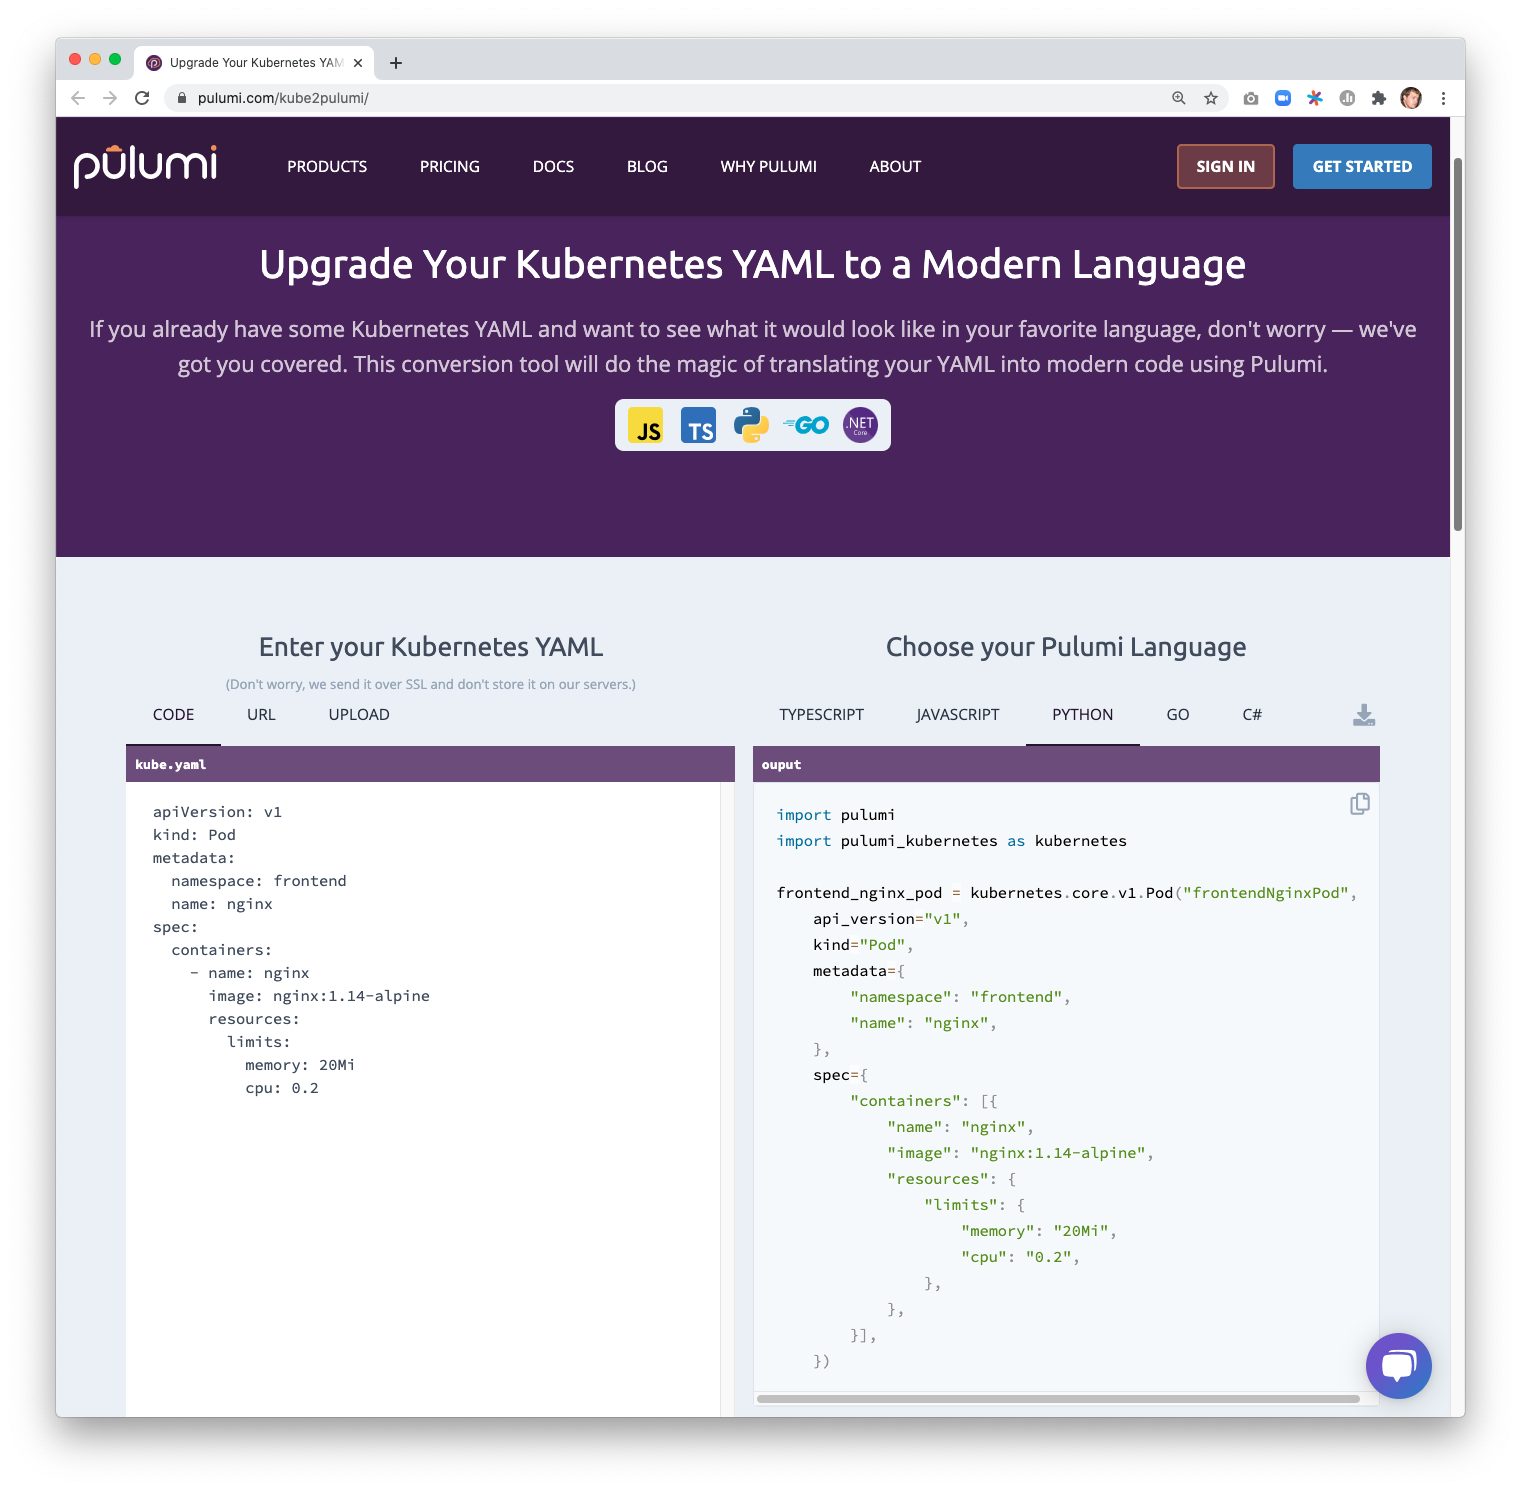 Upgrade Your Kubernetes YAM
pulumi.com/kube2pulumi/
pulumi
PRODUCTS
PRICING
DOCS
BLOG
WHY PULUMI
ABOUT
SIGN IN
GET STARTED
Upgrade Your Kubernetes YAML to a Modern Language
If you already have some Kubernetes YAML and want to see what it would look like in your favorite language, don't worry — we've
got you covered. This conversion tool will do the magic of translating your YAML into modern code using Pulumi.
JS
TS
GO
.NET
Core
Enter your Kubernetes YAML
(Don't worry, we send it over SSL and don't store it on our servers.)
CODE
URL
UPLOAD
kube.yaml
apiVersion: v1
kind: Pod
metadata:
  namespace: frontend
  name: nginx
spec:
  containers:
    - name: nginx
      image: nginx:1.14-alpine
      resources:
        limits:
          memory: 20Mi
          cpu: 0.2
Choose your Pulumi Language
TYPESCRIPT
JAVASCRIPT
PYTHON
GO
C#
ouput
import pulumi
import pulumi_kubernetes as kubernetes
frontend_nginx_pod = kubernetes.core.v1.Pod("frontendNginxPod",
    api_version="v1",
    kind="Pod",
    metadata={
        "namespace": "frontend",
        "name": "nginx",
    },
    spec={
        "containers": [{
            "name": "nginx",
            "image": "nginx:1.14-alpine",
            "resources": {
                "limits": {
                    "memory": "20Mi",
                    "cpu": "0.2",
                },
            },
        }],
    })